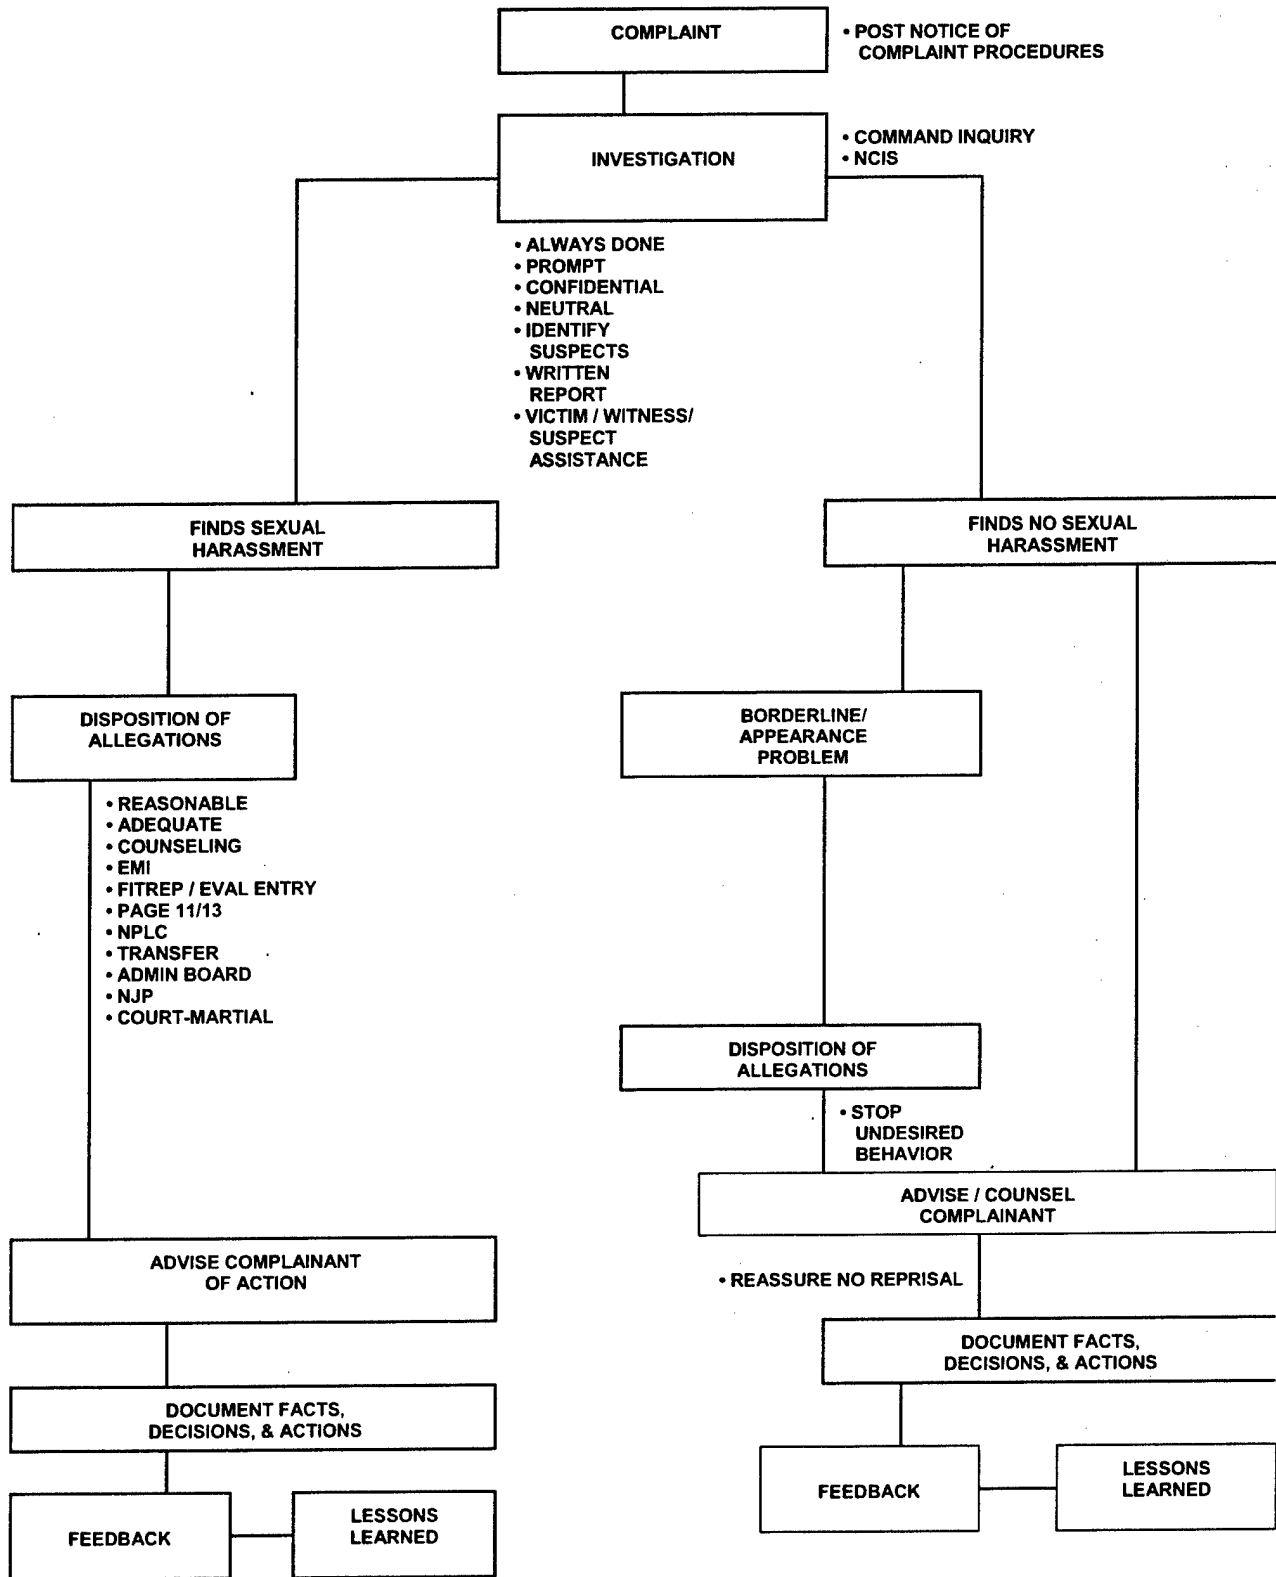 COMPLAINT
• POST NOTICE OF
COMPLAINT PROCEDURES
INVESTIGATION
• COMMAND INQUIRY
• NCIS
• ALWAYS DONE
• PROMPT
• CONFIDENTIAL
• NEUTRAL
• IDENTIFY
SUSPECTS
• WRITTEN
REPORT
• VICTIM / WITNESS/
SUSPECT
ASSISTANCE
FINDS SEXUAL
HARASSMENT
FINDS NO SEXUAL
HARASSMENT
DISPOSITION OF
ALLEGATIONS
• REASONABLE
• ADEQUATE
• COUNSELING
• EMI
• FITREP / EVAL ENTRY
• PAGE 11/13
• NPLC
• TRANSFER
• ADMIN BOARD
• NJP
• COURT-MARTIAL
BORDERLINE/
APPEARANCE
PROBLEM
DISPOSITION OF
ALLEGATIONS
• STOP
UNDESIRED
BEHAVIOR
ADVISE / COUNSEL
COMPLAINANT
ADVISE COMPLAINANT
OF ACTION
• REASSURE NO REPRISAL
DOCUMENT FACTS,
DECISIONS, & ACTIONS
DOCUMENT FACTS,
DECISIONS, & ACTIONS
FEEDBACK
LESSONS
LEARNED
FEEDBACK
LESSONS
LEARNED